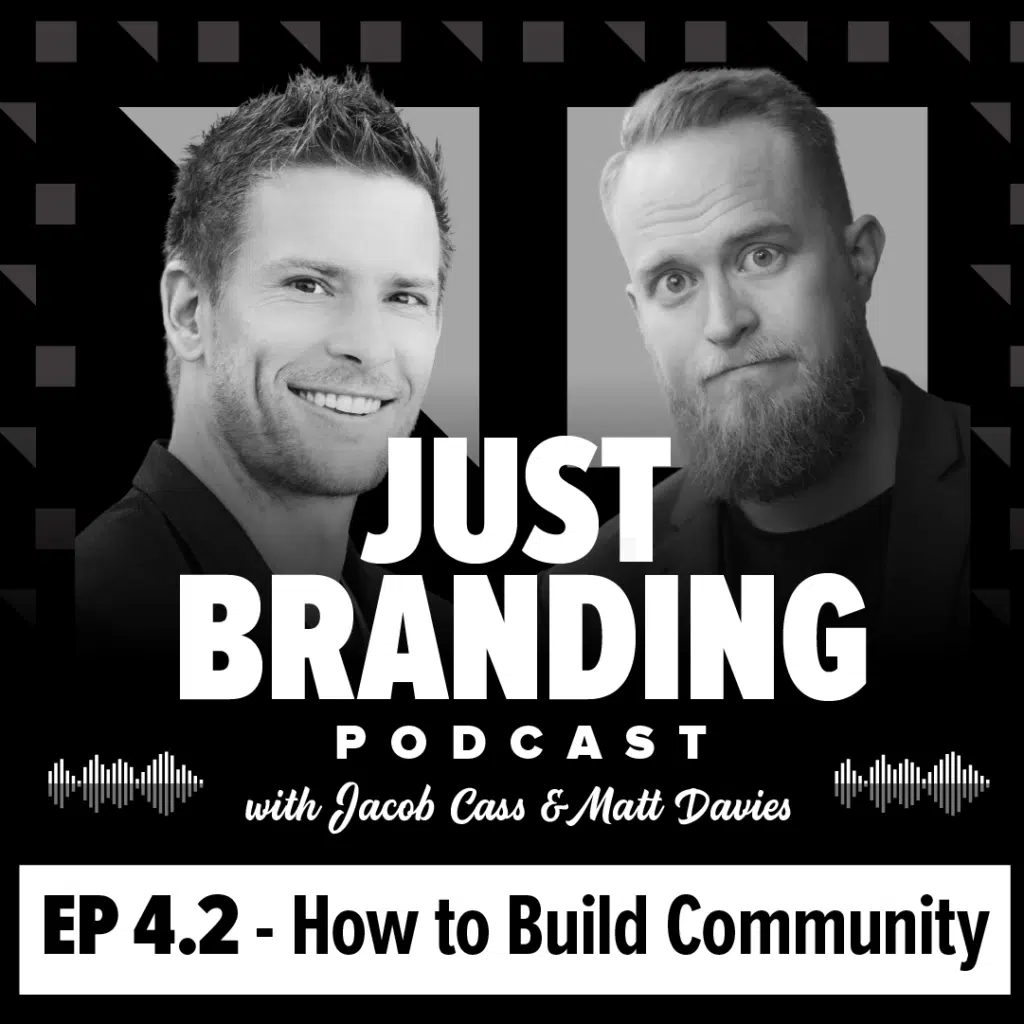 JUST
BRANDING
PODCAST
with Jacob Cass & Matt Davies
EP 4.2 - How to Build Community